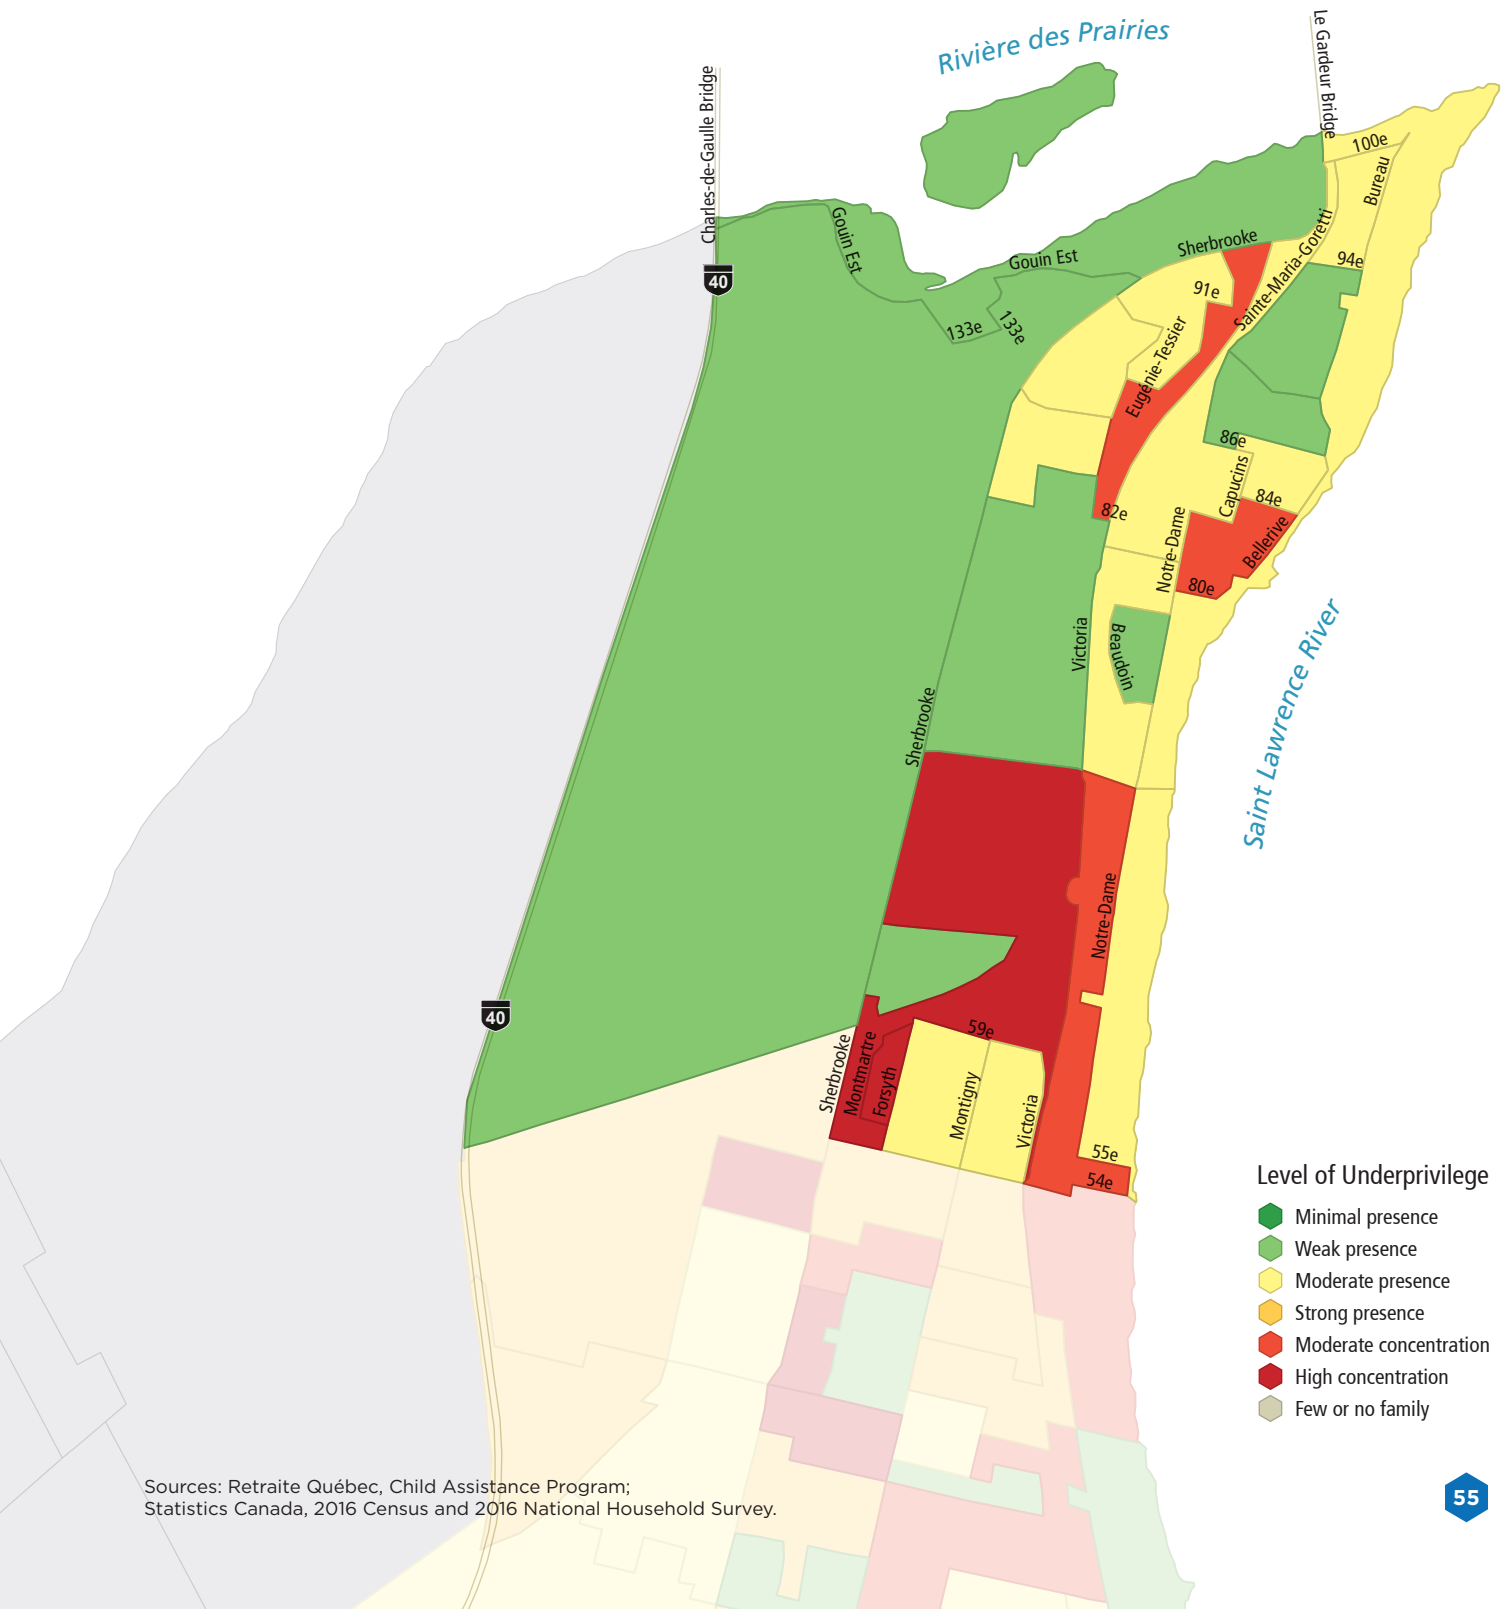 Rivière des Prairies
Le Gardeur Bridge
Charles-de-Gaulle Bridge
100e
Bureau
Gouin Est
Sherbrooke
Sainte-Maria-Goretti
Gouin Est
94e
40
91e
133e
133e
Eugénie-Tessier
86e
Capucins
84e
82e
Notre-Dame
Bellerive
80e
Victoria
Beaudoin
Saint Lawrence River
Sherbrooke
Notre-Dame
40
59e
Sherbrooke
Montmartre
Forsyth
Montigny
Victoria
55e
54e
Level of Underprivilege
Minimal presence
Weak presence
Moderate presence
Strong presence
Moderate concentration
High concentration
Few or no family
Sources: Retraite Québec, Child Assistance Program;
Statistics Canada, 2016 Census and 2016 National Household Survey.
55